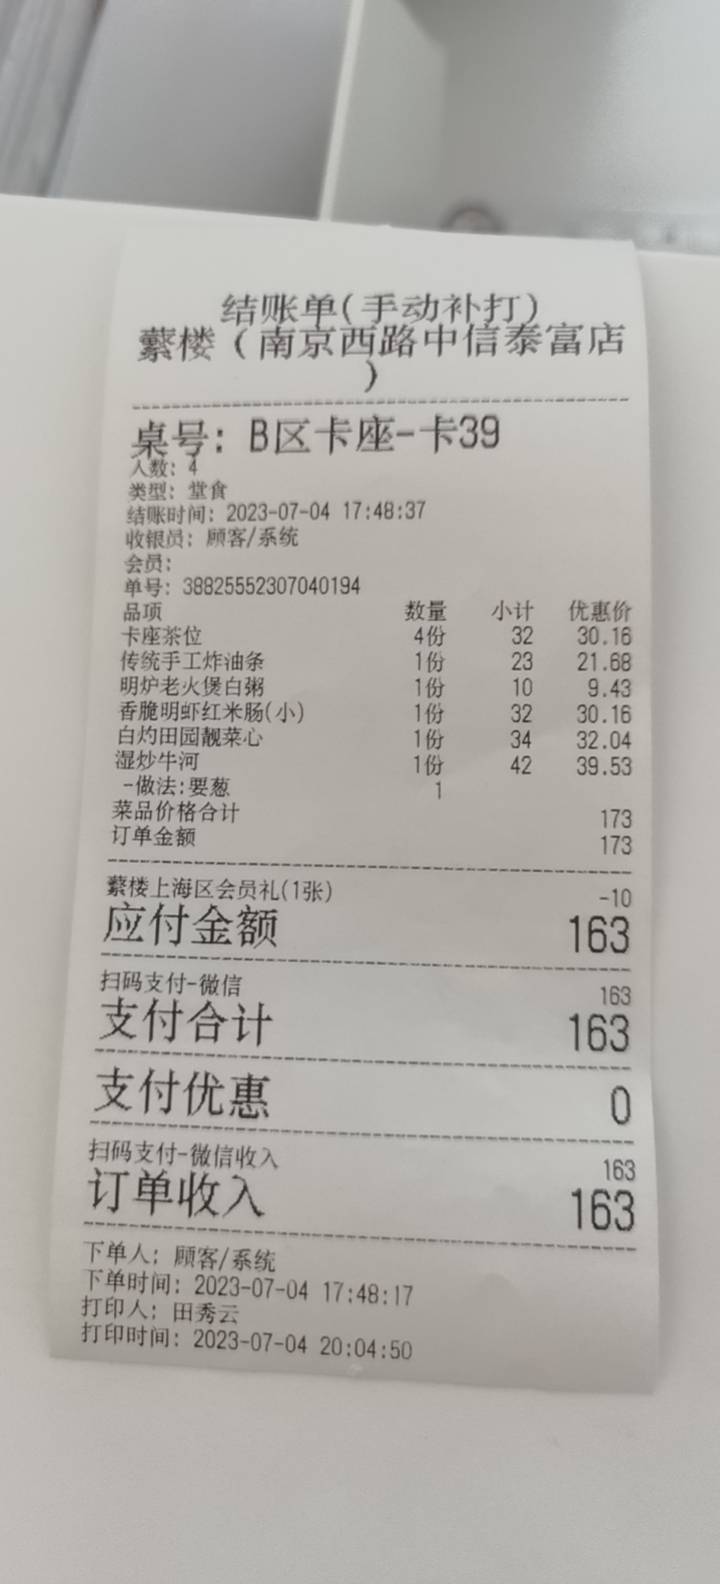 结账单(手动补打)
蘩楼(南京西路中信泰富店
)
桌号: B区卡座-卡39
人数: 4
类型: 堂食
结账时间: 2023-07-04 17:48:37
收银员: 顾客/系统
会员:
单号: 38825552307040194
品项 数量 小计 优惠价
卡座茶位 4份 32 30.16
传统手工炸油条 1份 23 21.68
明炉老火煲白粥 1份 10 9.43
香脆明虾红米肠(小) 1份 32 30.16
白灼田园靓菜心 1份 34 32.04
湿炒牛河 1份 42 39.53
-做法:要葱 1
菜品价格合计 173
订单金额 173
蘩楼上海区会员礼(1张) -10
应付金额 163
扫码支付-微信 163
支付合计 163
支付优惠 0
扫码支付-微信收入 163
订单收入 163
下单人: 顾客/系统
下单时间: 2023-07-04 17:48:17
打印人: 田秀云
打印时间: 2023-07-04 20:04:50